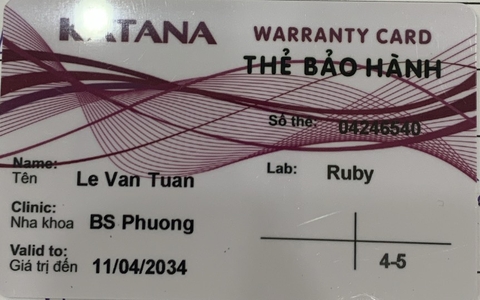 KATANA
WARRANTY CARD
THẺ BẢO HÀNH
Số thẻ: 04246540
Name:
Tên Le Van Tuan
Lab: Ruby
Clinic:
Nha khoa BS Phuong
Valid to:
Giá trị đến 11/04/2034
4-5